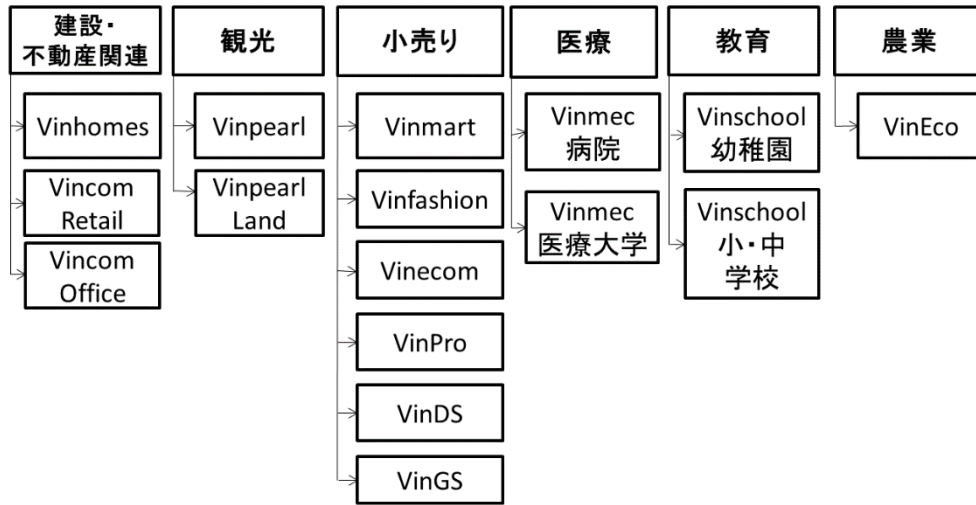 建設・
不動産関連
Vinhomes
Vincom
Retail
Vincom
Office
観光
Vinpearl
Vinpearl
Land
小売り
Vinmart
Vinfashion
Vinecom
VinPro
VinDS
VinGS
医療
Vinmec
病院
Vinmec
医療大学
教育
Vinschool
幼稚園
Vinschool
小・中
学校
農業
VinEco